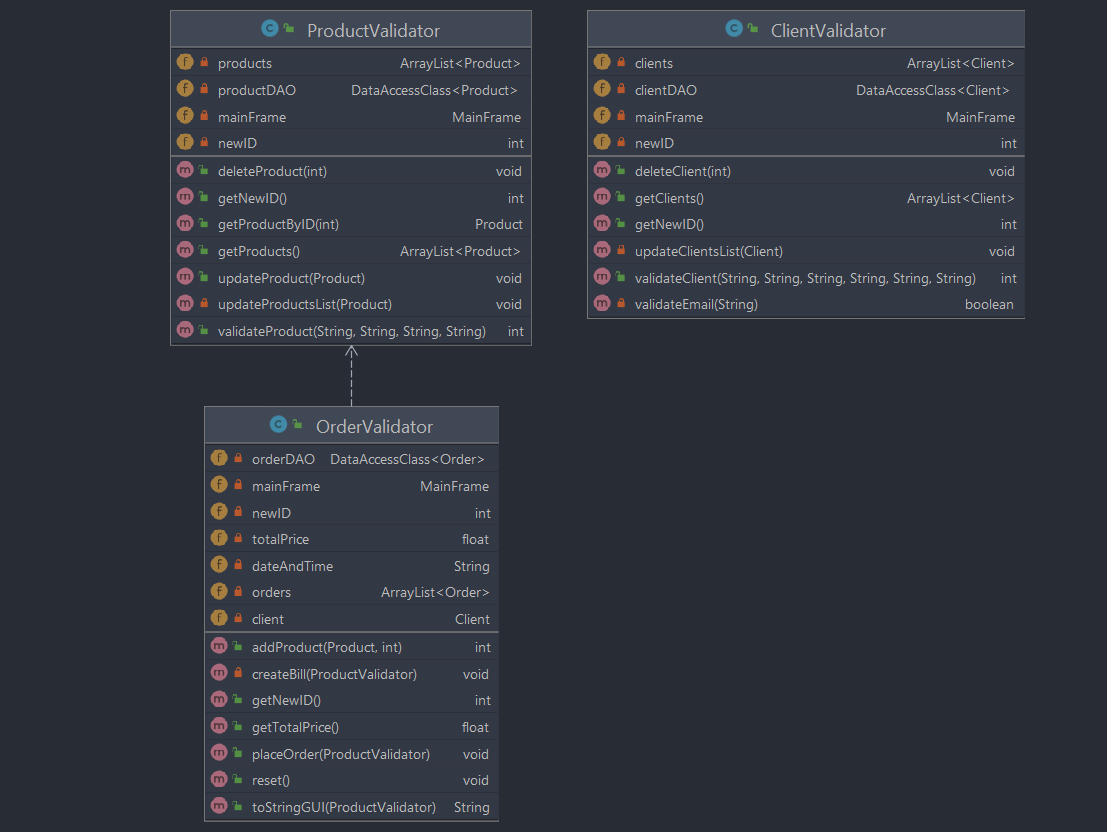 ProductValidator
products ArrayList<Product>
productDAO DataAccessClass<Product>
mainFrame MainFrame
newID int
deleteProduct(int) void
getNewID() int
getProductByID(int) Product
getProducts() ArrayList<Product>
updateProduct(Product) void
updateProductsList(Product) void
validateProduct(String, String, String, String) int
ClientValidator
clients ArrayList<Client>
clientDAO DataAccessClass<Client>
mainFrame MainFrame
newID int
deleteClient(int) void
getClients() ArrayList<Client>
getNewID() int
updateClientsList(Client) void
validateClient(String, String, String, String, String, String) int
validateEmail(String) boolean
OrderValidator
orderDAO DataAccessClass<Order>
mainFrame MainFrame
newID int
totalPrice float
dateAndTime String
orders ArrayList<Order>
client Client
addProduct(Product, int) int
createBill(ProductValidator) void
getNewID() int
getTotalPrice() float
placeOrder(ProductValidator) void
reset() void
toStringGUI(ProductValidator) String